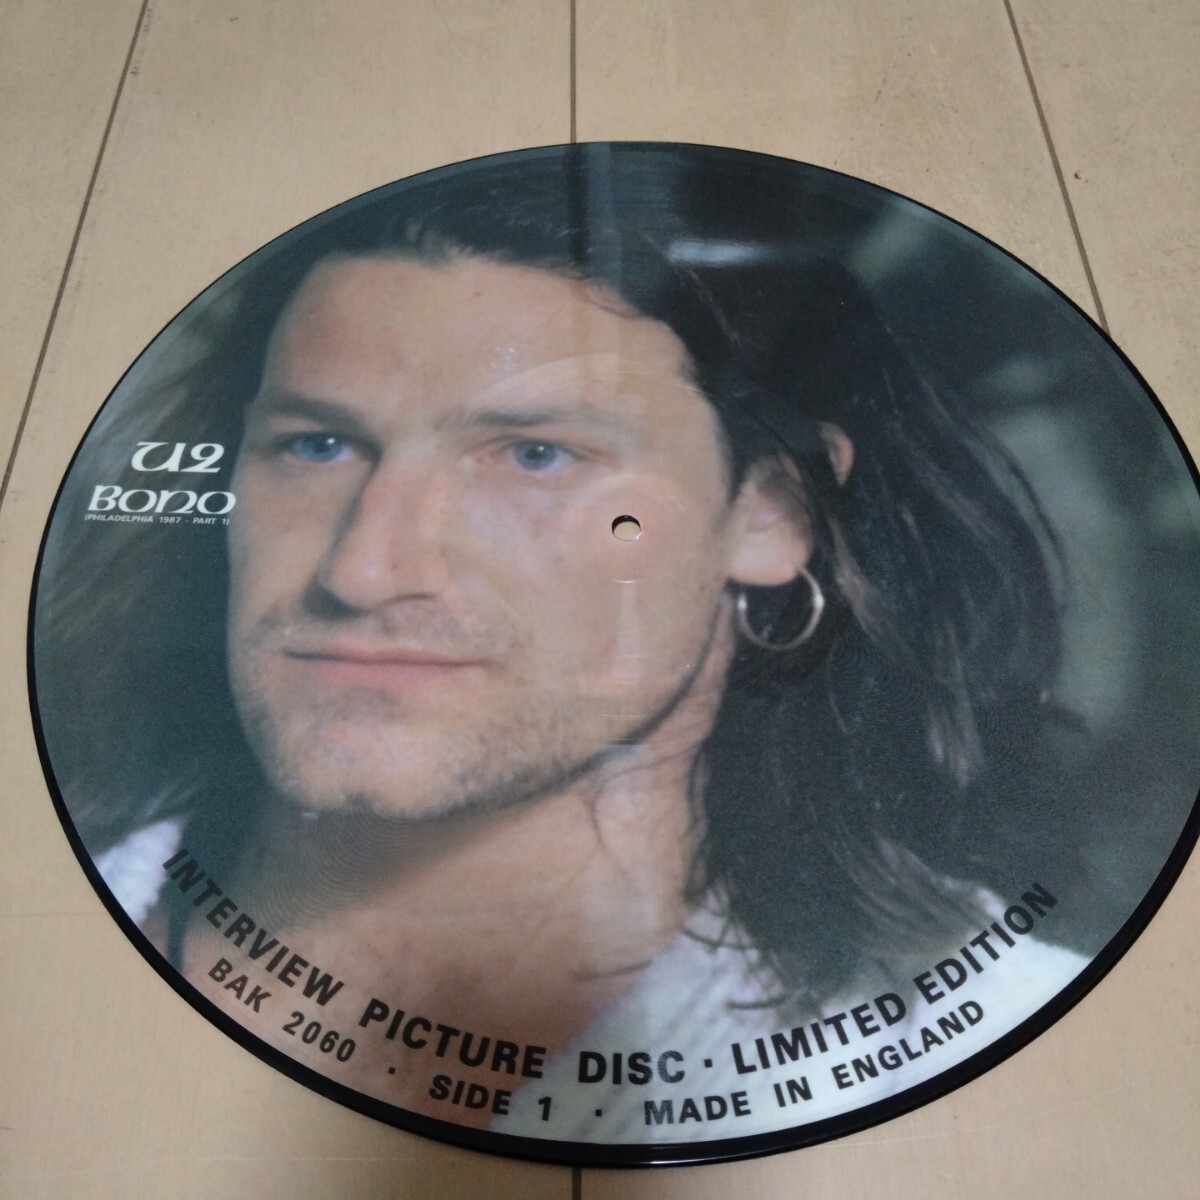 U2
BONO
(PHILADELPHIA 1987 - PART 1)
INTERVIEW PICTURE DISC · LIMITED EDITION
BAK 2060 · SIDE 1 · MADE IN ENGLAND